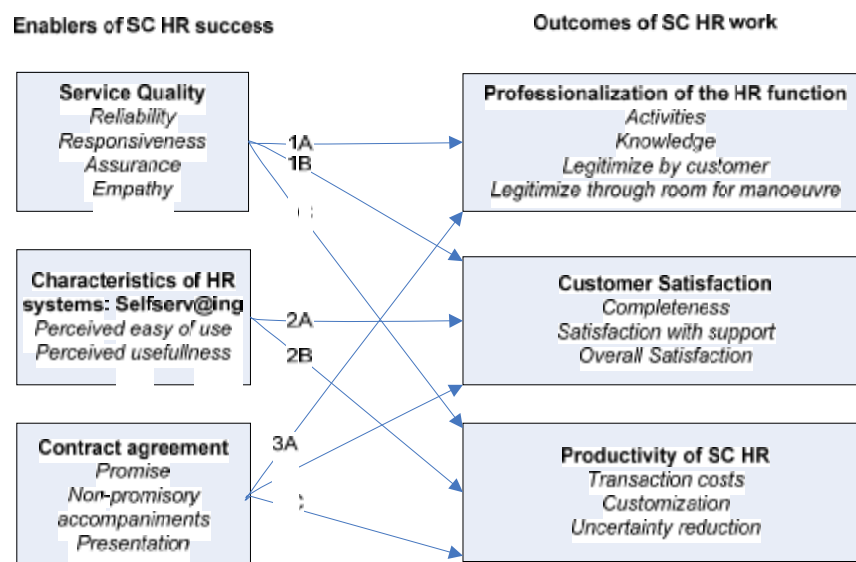 Enablers of SC HR success
Outcomes of SC HR work
Service Quality
Reliability
Responsiveness
Assurance
Empathy
Characteristics of HR
systems: Selfserv@ing
Perceived easy of use
Perceived usefullness
Contract agreement
Promise
Non-promisory
accompaniments
Presentation
1A
1B
2A
2B
3A
Professionalization of the HR function
Activities
Knowledge
Legitimize by customer
Legitimize through room for manoeuvre
Customer Satisfaction
Completeness
Satisfaction with support
Overall Satisfaction
Productivity of SC HR
Transaction costs
Customization
Uncertainty reduction